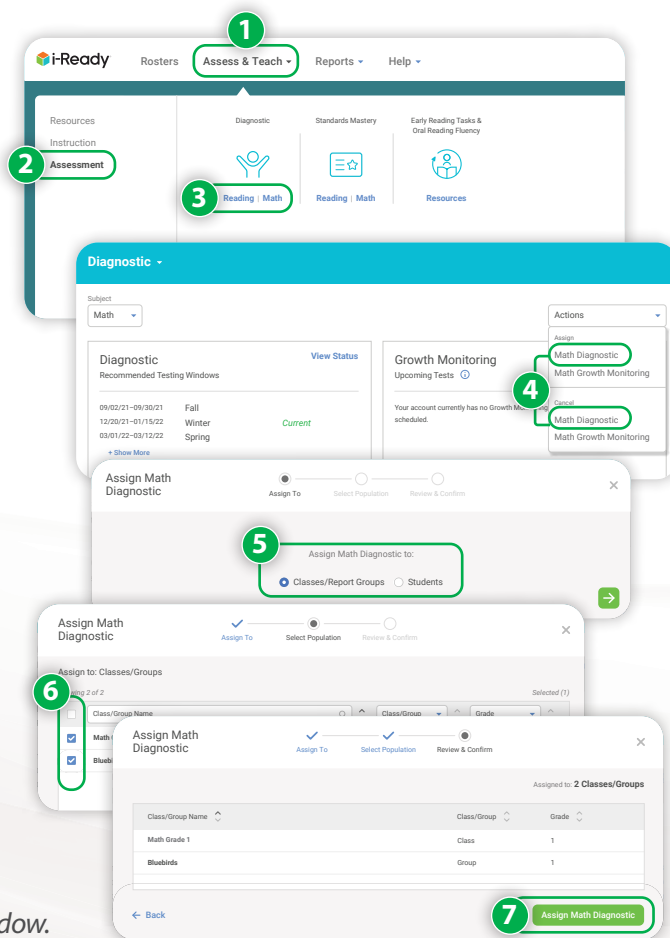 1
i-Ready Rosters Assess & Teach Reports Help
Resources
Instruction
2 Assessment
Diagnostic
Standards Mastery
Early Reading Tasks &
Oral Reading Fluency
3 Reading | Math
Reading | Math
Resources
Diagnostic
Subject
Math
Actions
Assign
Math Diagnostic
Math Growth Monitoring
4
Cancel
Math Diagnostic
Math Growth Monitoring
Diagnostic View Status
Recommended Testing Windows
09/02/21–09/30/21 Fall
12/20/21–01/15/22 Winter Current
03/01/22–03/12/22 Spring
+ Show More
Growth Monitoring
Upcoming Tests
Your account currently has no Growth Monitoring
scheduled.
Assign Math
Diagnostic
Assign To Select Population Review & Confirm
5
Assign Math Diagnostic to:
Classes/Report Groups Students
Assign Math
Diagnostic
Assign To Select Population Review & Confirm
Assign to: Classes/Groups
6 2 of 2 Selected (1)
Class/Group Name Class/Group Grade
Math
Assign Math
Diagnostic
Assign To Select Population Review & Confirm
Assigned to: 2 Classes/Groups
Class/Group Name Class/Group Grade
Math Grade 1 Class 1
Bluebirds Group 1
Back
7 Assign Math Diagnostic